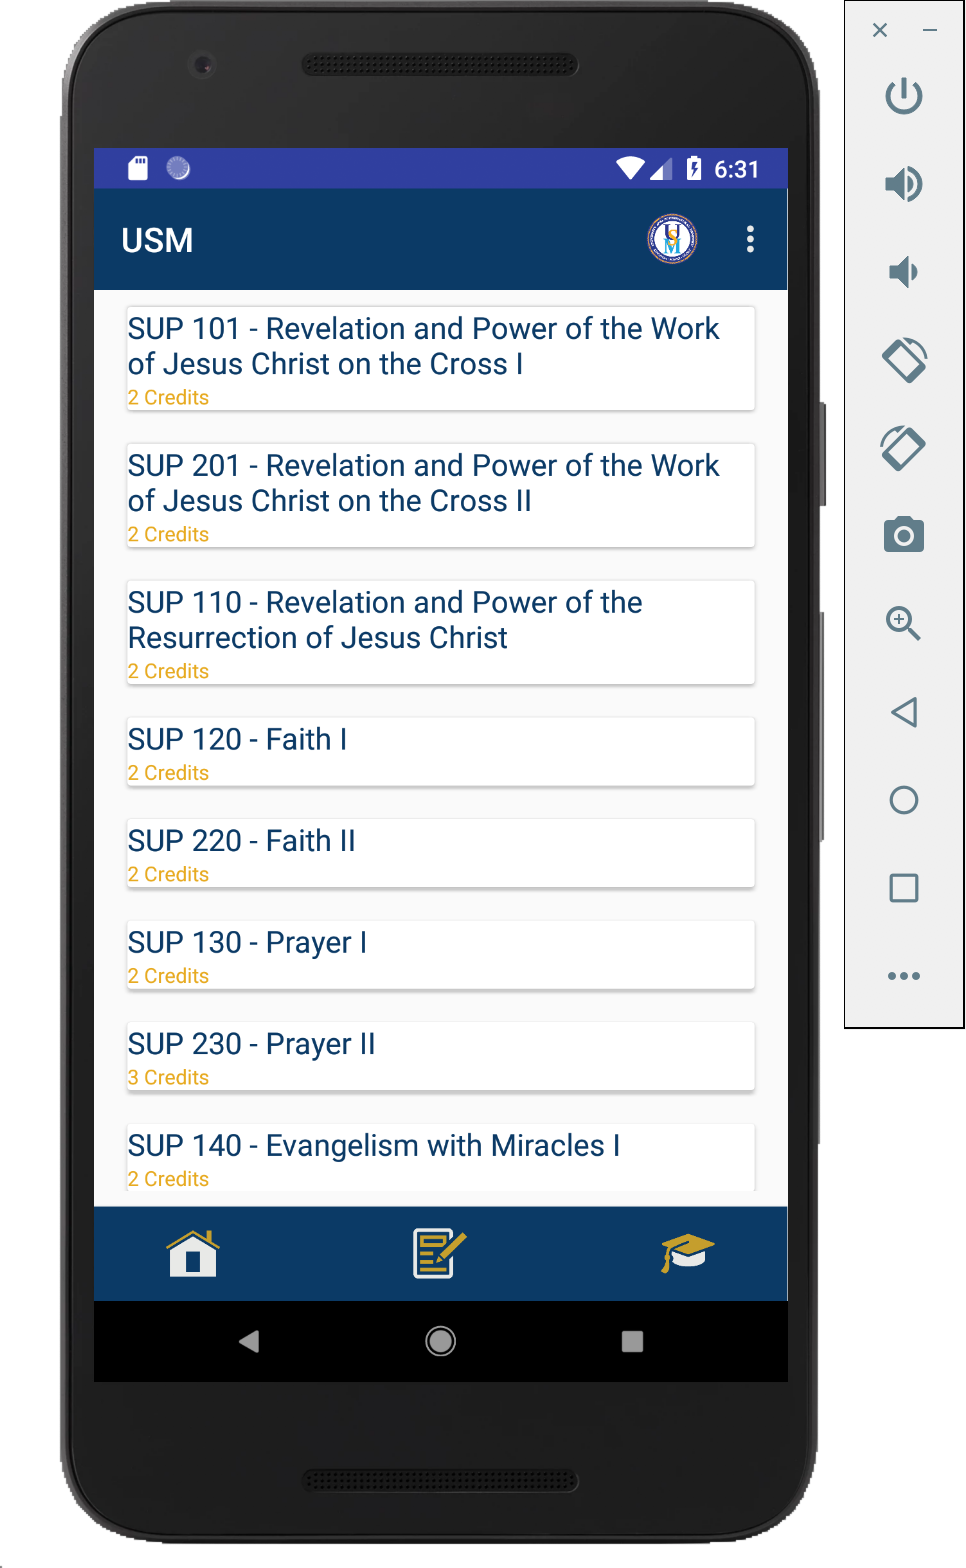 6:31
USM
USM
SUP 101 - Revelation and Power of the Work
of Jesus Christ on the Cross I
2 Credits
SUP 201 - Revelation and Power of the Work
of Jesus Christ on the Cross II
2 Credits
SUP 110 - Revelation and Power of the
Resurrection of Jesus Christ
2 Credits
SUP 120 - Faith I
2 Credits
SUP 220 - Faith II
2 Credits
SUP 130 - Prayer I
2 Credits
SUP 230 - Prayer II
3 Credits
SUP 140 - Evangelism with Miracles I
2 Credits